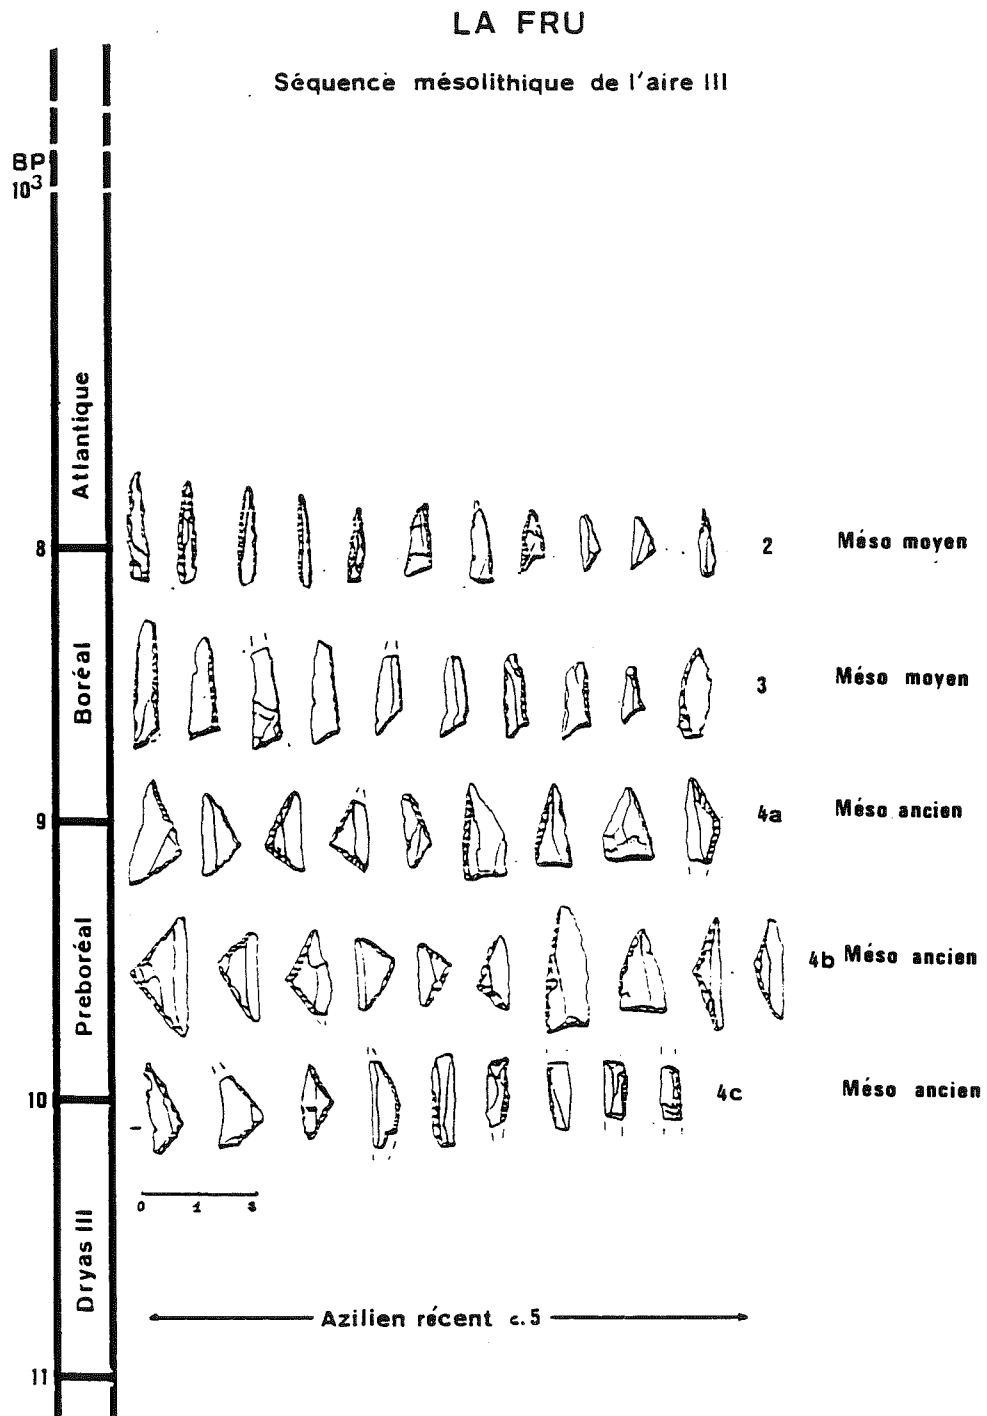 LA FRU
Séquence mésolithique de l'aire III
BP
10³
Atlantique
8
2 Méso moyen
Boréal
3 Méso moyen
9
4a Méso ancien
Preboréal
4b Méso ancien
10
4c Méso ancien
0 1
Dryas III
Azilien récent c.5
11